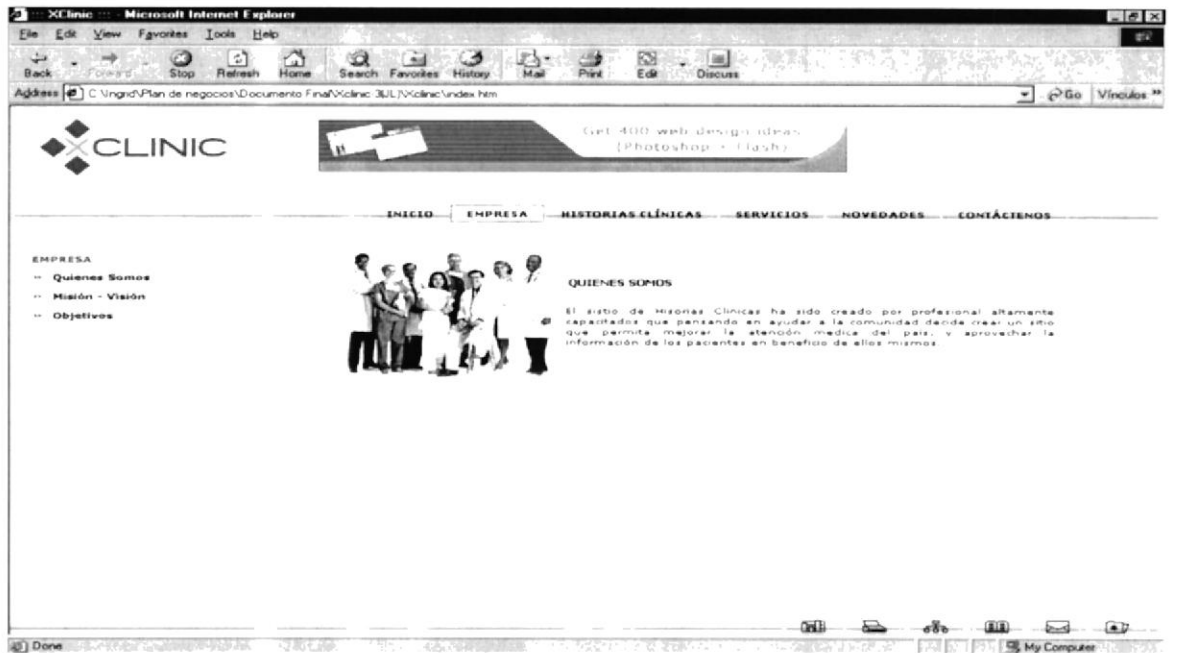 ::: XClinic ::: - Microsoft Internet Explorer
File Edit View Favorites Tools Help
Back Forward Stop Refresh Home Search Favorites History Mail Print Edit Discuss
Address C:\Ingrid\Plan de negocios\Documento Final\Xclinic 3JUL\Xclinic\index.htm Go Vínculos »
XCLINIC
Get 400 web design ideas
(Photoshop + Flash)
INICIO EMPRESA HISTORIAS CLÍNICAS SERVICIOS NOVEDADES CONTÁCTENOS
EMPRESA
Quienes Somos
Misión - Visión
Objetivos
QUIENES SOMOS
El sistio de Hisorias Clínicas ha sido creado por profesional altamente
capacitados que pensando en ayudar a la comunidad decide crear un sitio
que permita mejorar la atención medica del país, y aprovechar la
información de los pacientes en beneficio de ellos mismos.
Done My Computer